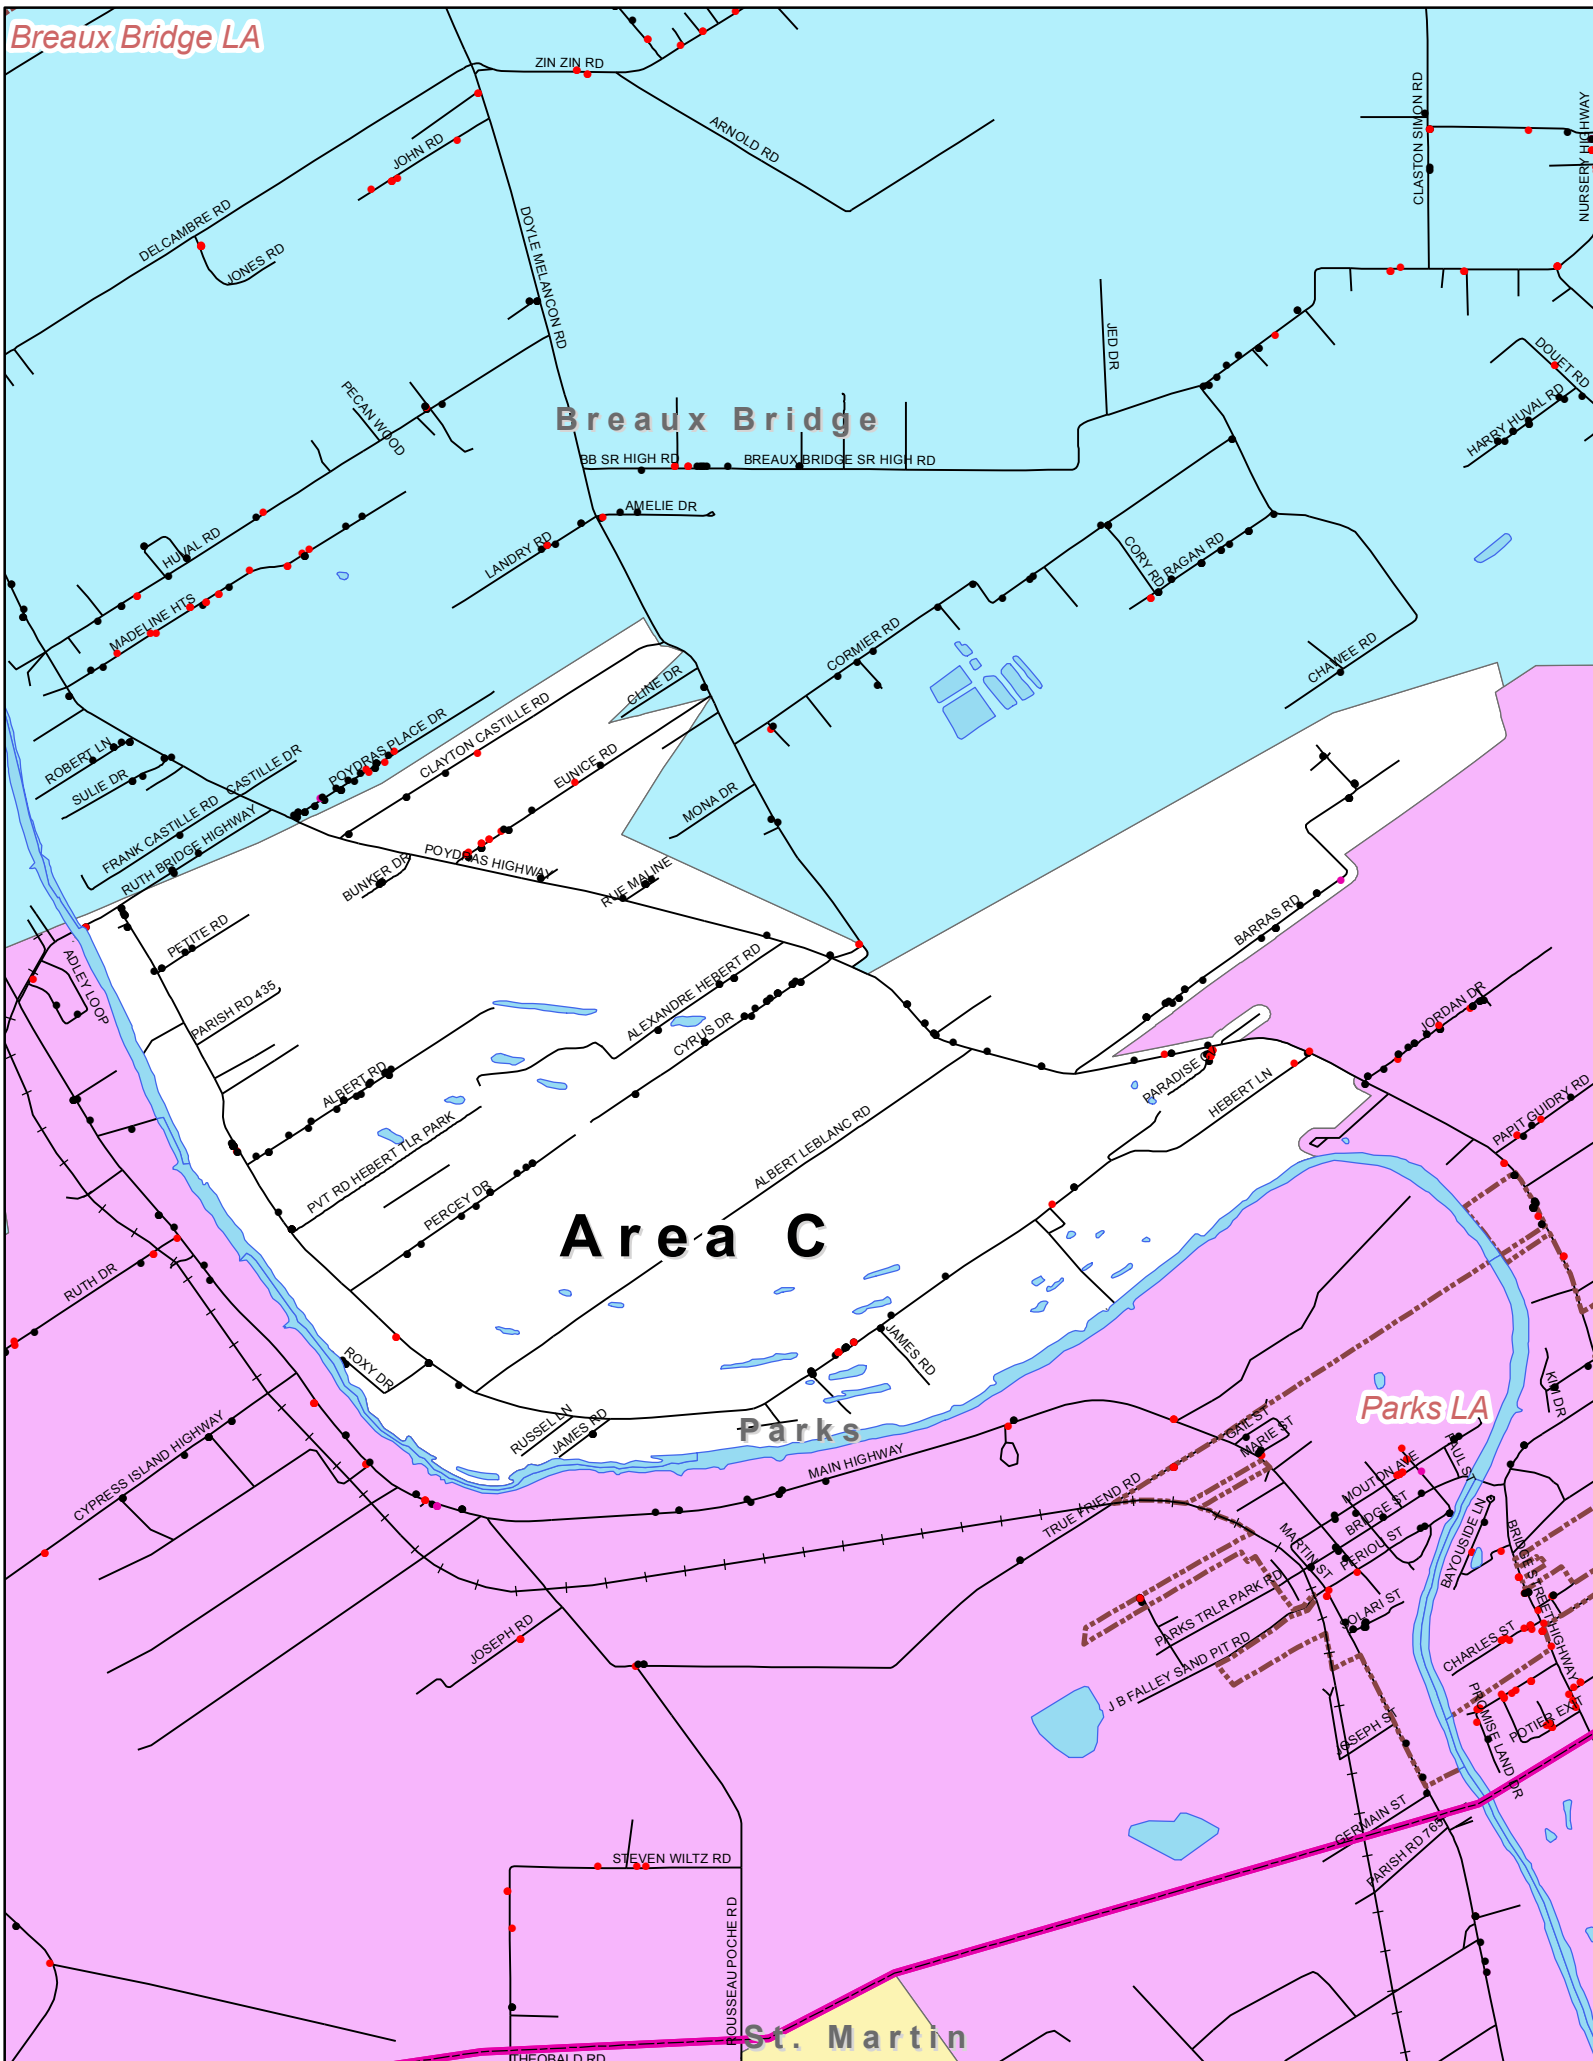 Breaux Bridge LA
ZIN ZIN RD
CLASTON SIMON RD
NURSERY HIGHWAY
ARNOLD RD
JOHN RD
DELCAMBRE RD
JONES RD
DOYLE MELANCON RD
JED DR
DOUET RD
HARRY HUVAL RD
PECAN WOOD
Breaux Bridge
BB SR HIGH RD
BREAUX BRIDGE SR HIGH RD
AMELIE DR
LANDRY RD
HUVAL RD
CORY RD
RAGAN RD
MADELINE HTS
CORMIER RD
CHAWEE RD
CLINE DR
POYDRAS PLACE DR
CLAYTON CASTILLE RD
ROBERT LN
SULIE DR
CASTILLE DR
FRANK CASTILLE RD
RUTH BRIDGE HIGHWAY
EUNICE RD
MONA DR
POYDRAS HIGHWAY
BUNKER DR
RUE MALINE
BARRAS RD
PETITE RD
ADLEY LOOP
PARISH RD 435
ALEXANDRE HEBERT RD
CYRUS DR
JORDAN DR
ALBERT RD
PARADISE
HEBERT LN
PAPIT GUIDRY RD
PVT RD HEBERT TLR PARK
ALBERT LEBLANC RD
PERCEY DR
Area C
RUTH DR
JAMES RD
ROXY DR
KIM DR
Parks LA
RUSSEL LN
JAMES RD
Parks
GAIL ST
MARIE ST
PAUL ST
CYPRESS ISLAND HIGHWAY
MAIN HIGHWAY
MOUTON AVE
TRUE FRIEND RD
BRIDGE ST
PERIOU ST
MARTIN ST
BAYOUSIDE LN
BRIDGE STREET HIGHWAY
PARKS TRLR PARK RD
OLARI ST
JOSEPH RD
CHARLES ST
J B FALLEY SAND PIT RD
PROMISE LAND DR
POTIER EXIT
JOSEPH ST
GERMAIN ST
PARISH RD 765
STEVEN WILTZ RD
ROUSSEAU POCHE RD
St. Martin
THEOBALD RD